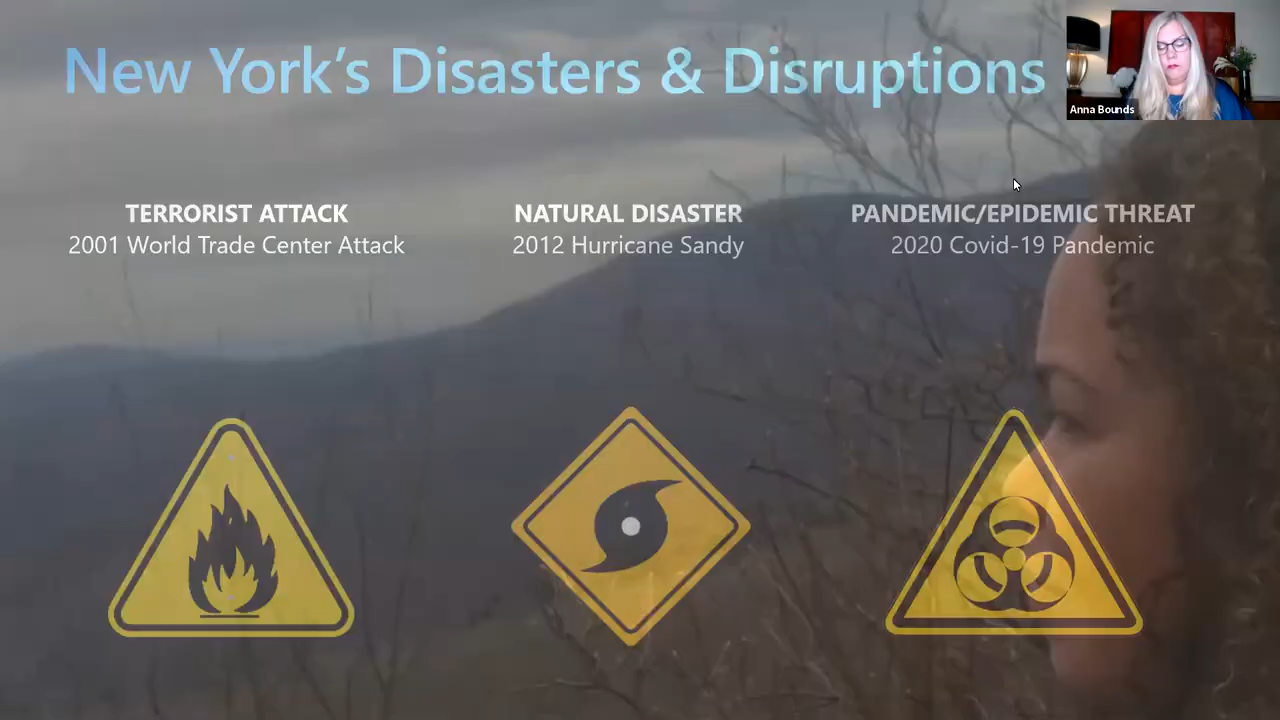 New York’s Disasters & Disruptions
Anna Bounds
TERRORIST ATTACK
2001 World Trade Center Attack
NATURAL DISASTER
2012 Hurricane Sandy
PANDEMIC/EPIDEMIC THREAT
2020 Covid-19 Pandemic